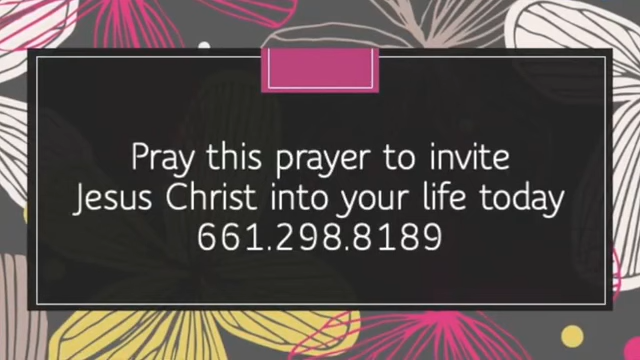 Pray this prayer to invite
Jesus Christ into your life today
661.298.8189